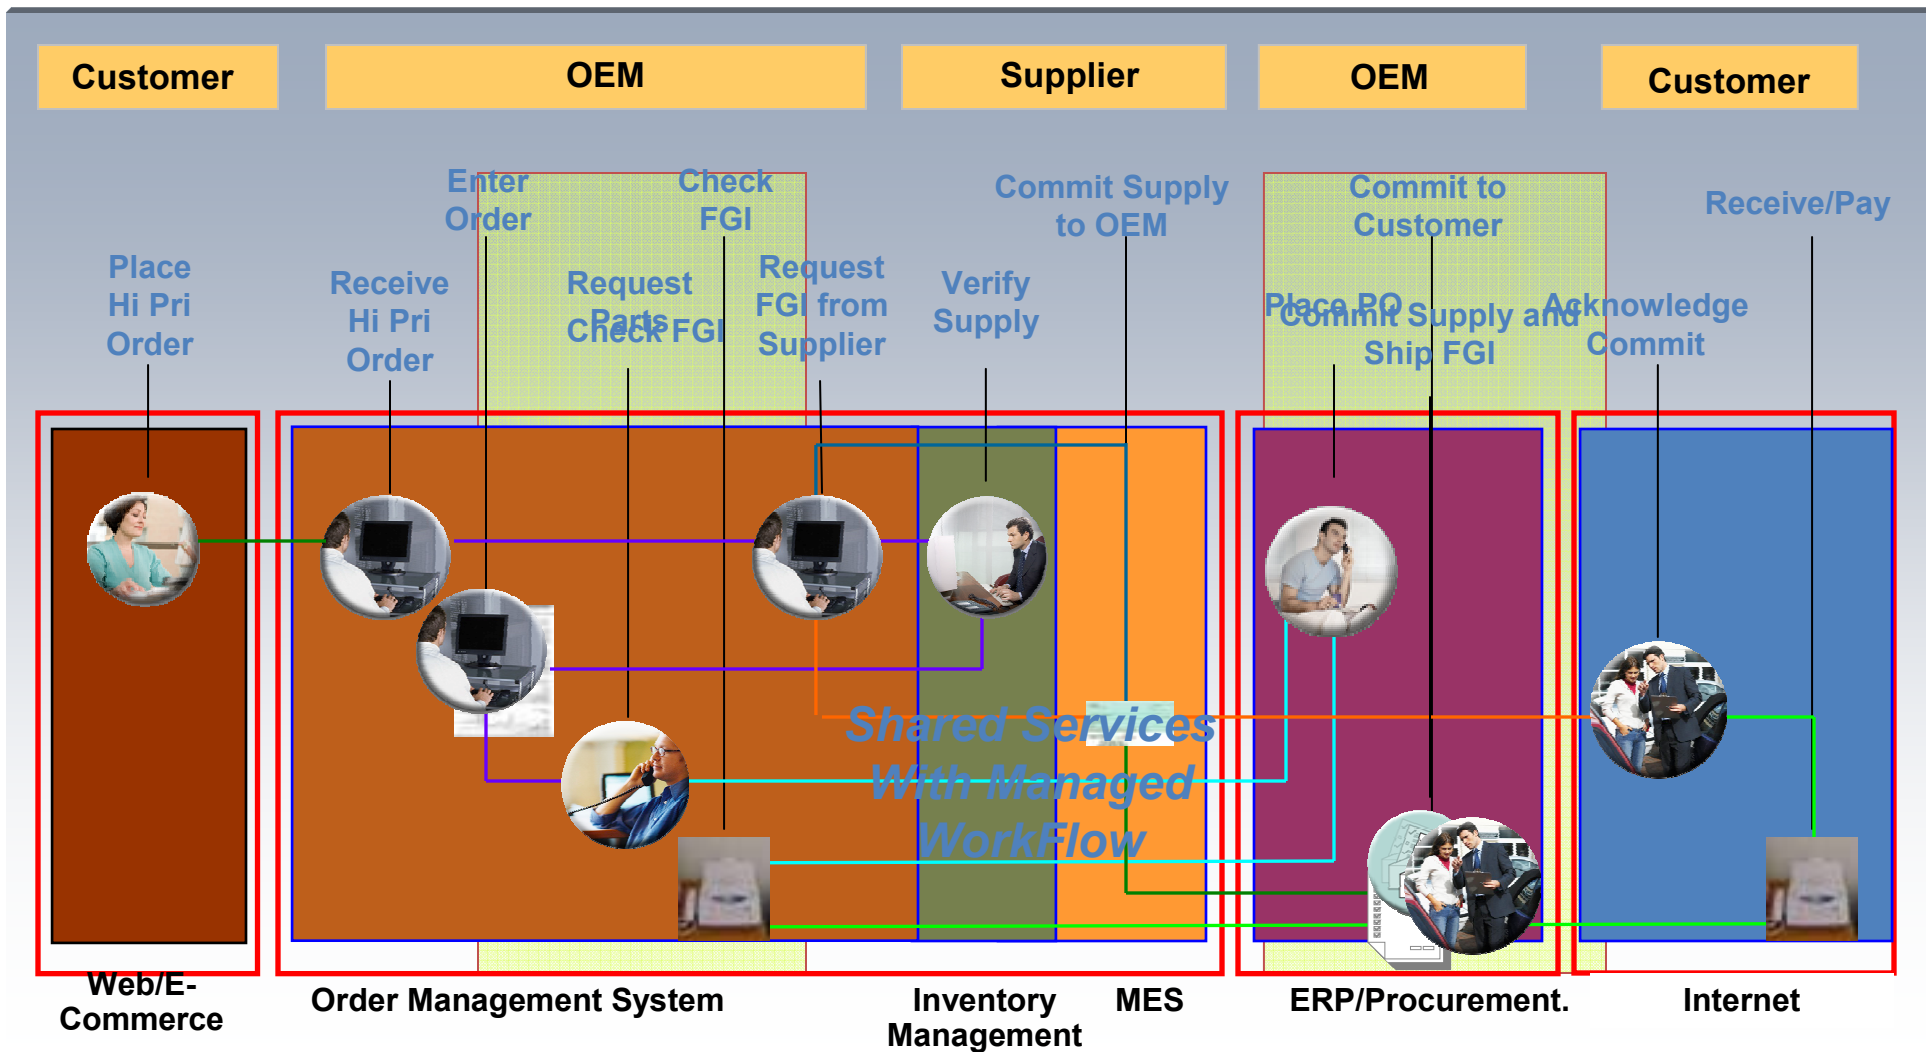 Customer
OEM
Supplier
OEM
Customer
Enter
Order
Check
FGI
Commit Supply
to OEM
Commit to
Customer
Receive/Pay
Place
Hi Pri
Order
Receive
Hi Pri
Order
Request
Parts
Check FGI
Request
FGI from
Supplier
Verify
Supply
Place PO
Commit Supply and
Ship FGI
Acknowledge
Commit
Shared Services
With Managed
WorkFlow
Web/E-
Commerce
Order Management System
Inventory
Management
MES
ERP/Procurement.
Internet